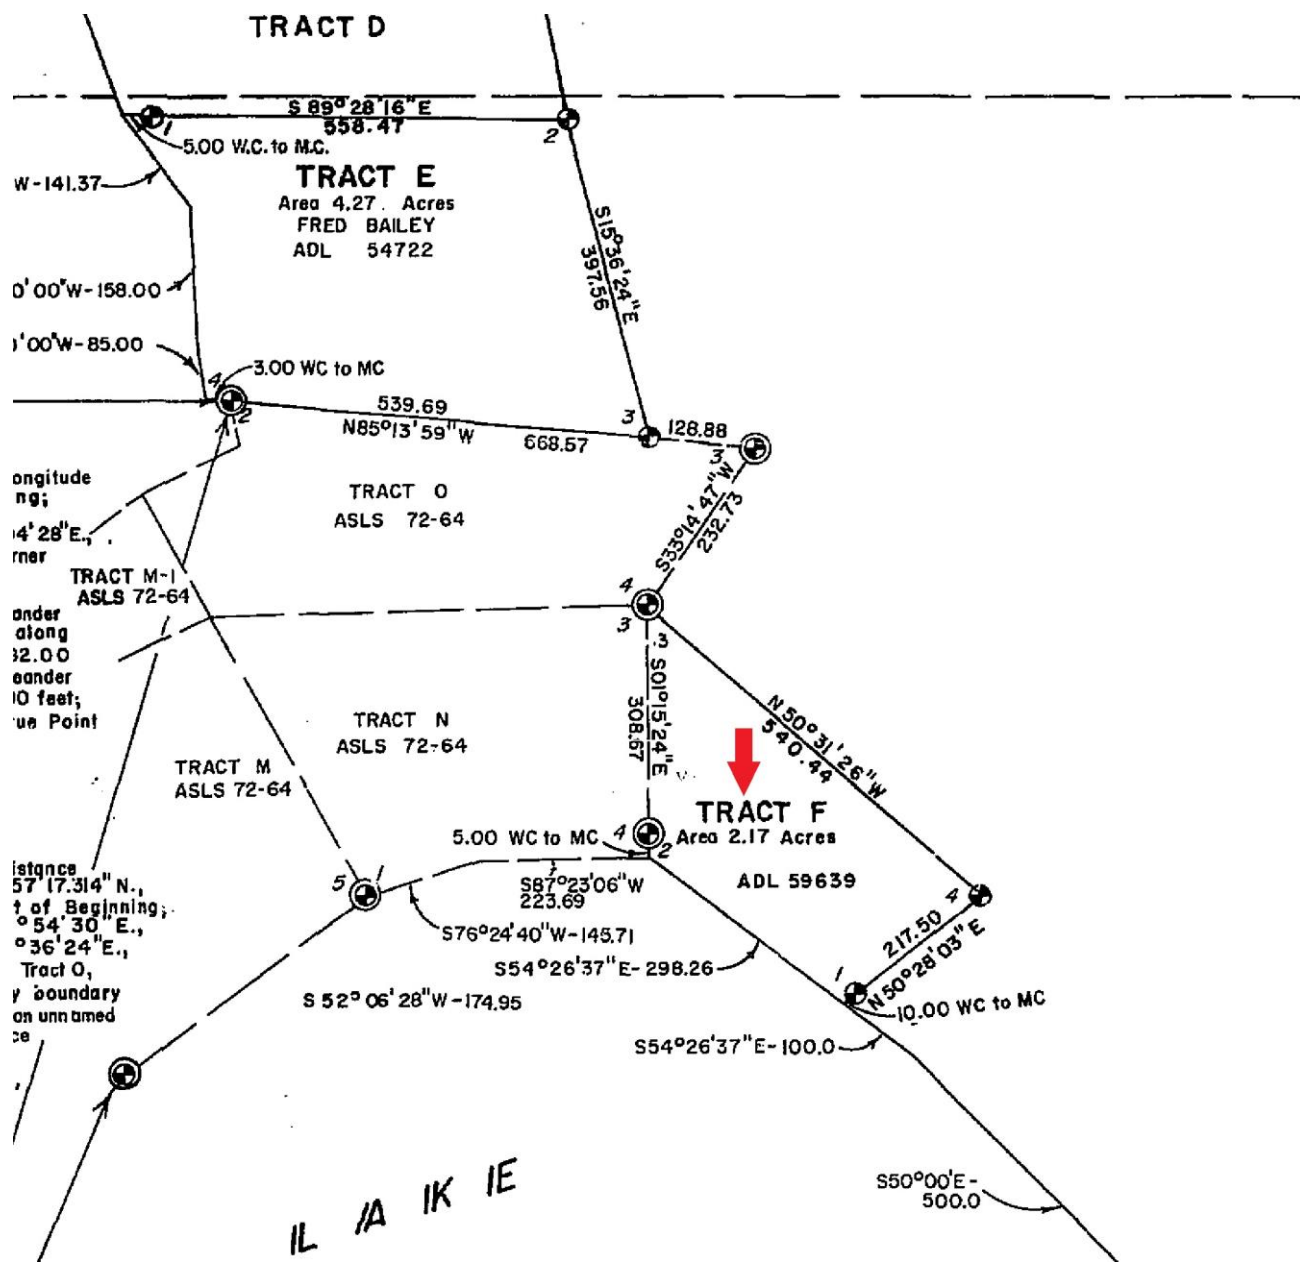 TRACT D
S 89° 28' 16" E
558.47
1
2
5.00 W.C. to M.C.
TRACT E
Area 4.27. Acres
FRED BAILEY
ADL 54722
W-141.37
0' 00"W-158.00
S15°36'24"E
397.56
'00"W-85.00
3.00 WC to MC
4
2
539.69
N85°13'59"W
668.57
3
128.88
3
S33°14'47"W
232.73
ongitude
ng;
TRACT O
ASLS 72-64
04' 28"E.,
rner
TRACT M-1
ASLS 72-64
4
3
3
ander
along
32.00
eander
00 feet;
rue Point
S01°15'24"E
308.67
N 50°31'26"W
540.44
TRACT N
ASLS 72-64
TRACT M
ASLS 72-64
TRACT F
Area 2.17 Acres
ADL 59639
5.00 WC to MC
4
2
istance
57' 17.314" N.,
t of Beginning;
° 54' 30"E.,
° 36' 24"E.,
Tract O,
y boundary
an unnamed
ce
5
1
S87°23'06"W
223.69
S76°24'40"W-145.71
S54°26'37"E-298.26
4
217.50
N 50°28'03" E
1
10.00 WC to MC
S 52° 06' 28"W-174.95
S54°26'37"E-100.0
S50°00'E-
500.0
LAKE